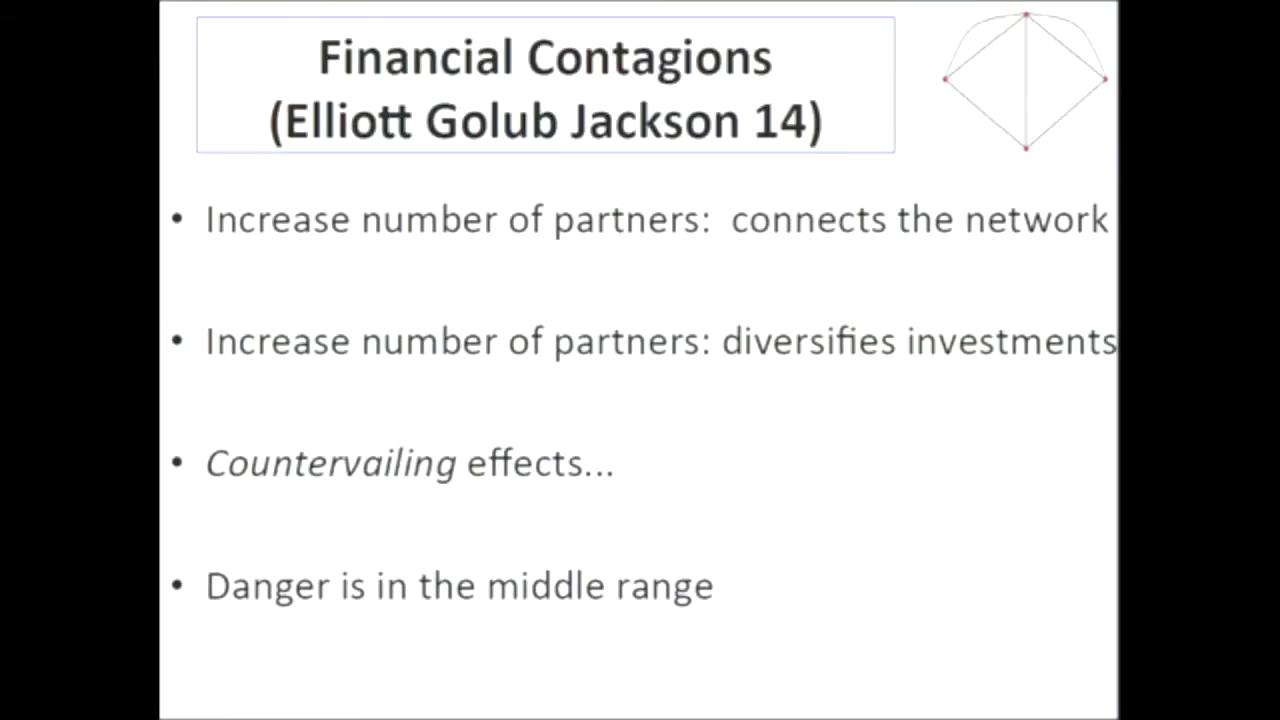 Financial Contagions
(Elliott Golub Jackson 14)
• Increase number of partners: connects the network
• Increase number of partners: diversifies investments
• Countervailing effects...
• Danger is in the middle range